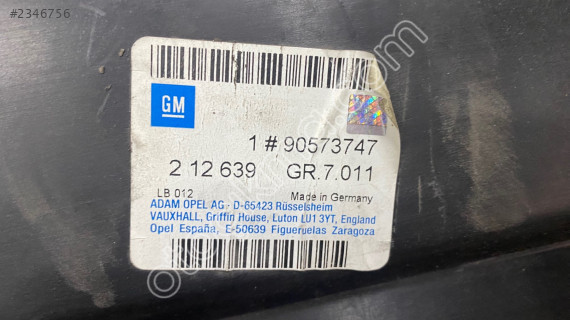 #2346756
GM
1 # 90573747
2 12 639 GR.7.011
LB 012 Made in Germany
ADAM OPEL AG · D-65423 Rüsselsheim
VAUXHALL, Griffin House, Luton LU1 3YT, England
Opel España, E-50639 Figueruelas Zaragoza